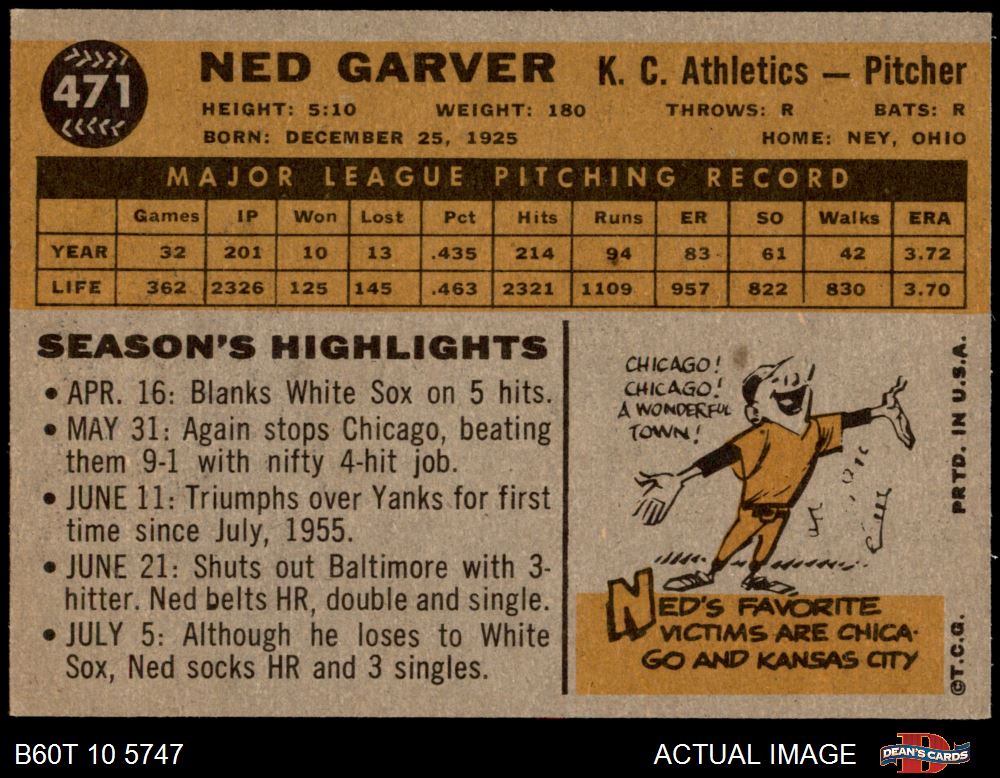 471
NED GARVER K. C. Athletics — Pitcher
HEIGHT: 5:10 WEIGHT: 180 THROWS: R BATS: R
BORN: DECEMBER 25, 1925 HOME: NEY, OHIO
MAJOR LEAGUE PITCHING RECORD
Games IP Won Lost Pct Hits Runs ER SO Walks ERA
YEAR 32 201 10 13 .435 214 94 83 61 42 3.72
LIFE 362 2326 125 145 .463 2321 1109 957 822 830 3.70
SEASON'S HIGHLIGHTS
• APR. 16: Blanks White Sox on 5 hits.
• MAY 31: Again stops Chicago, beating
them 9-1 with nifty 4-hit job.
• JUNE 11: Triumphs over Yanks for first
time since July, 1955.
• JUNE 21: Shuts out Baltimore with 3-
hitter. Ned belts HR, double and single.
• JULY 5: Although he loses to White
Sox, Ned socks HR and 3 singles.
CHICAGO!
CHICAGO!
A WONDERFUL
TOWN!
NED'S FAVORITE
VICTIMS ARE CHICA-
GO AND KANSAS CITY
©T.C.G. PRTD. IN U.S.A.
B60T 10 5747 ACTUAL IMAGE
DEAN'S CARDS